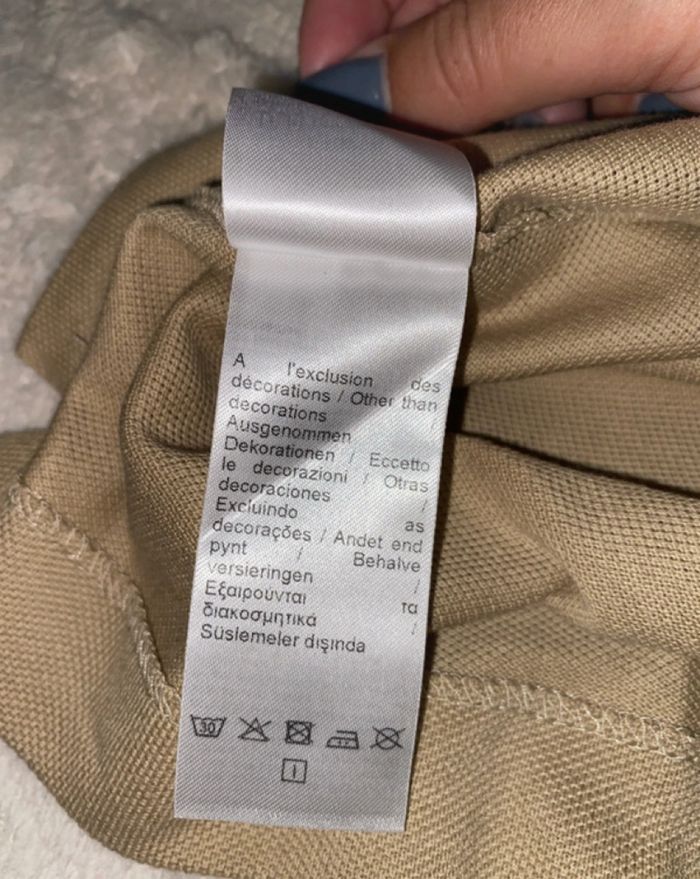 A l'exclusion des
décorations / Other than
decorations /
Ausgenommen
Dekorationen / Eccetto
le decorazioni / Otras
decoraciones /
Excluindo as
decorações / Andet end
pynt / Behalve
versieringen /
Εξαιρούνται τα
διακοσμητικά /
Süslemeler dışında
30